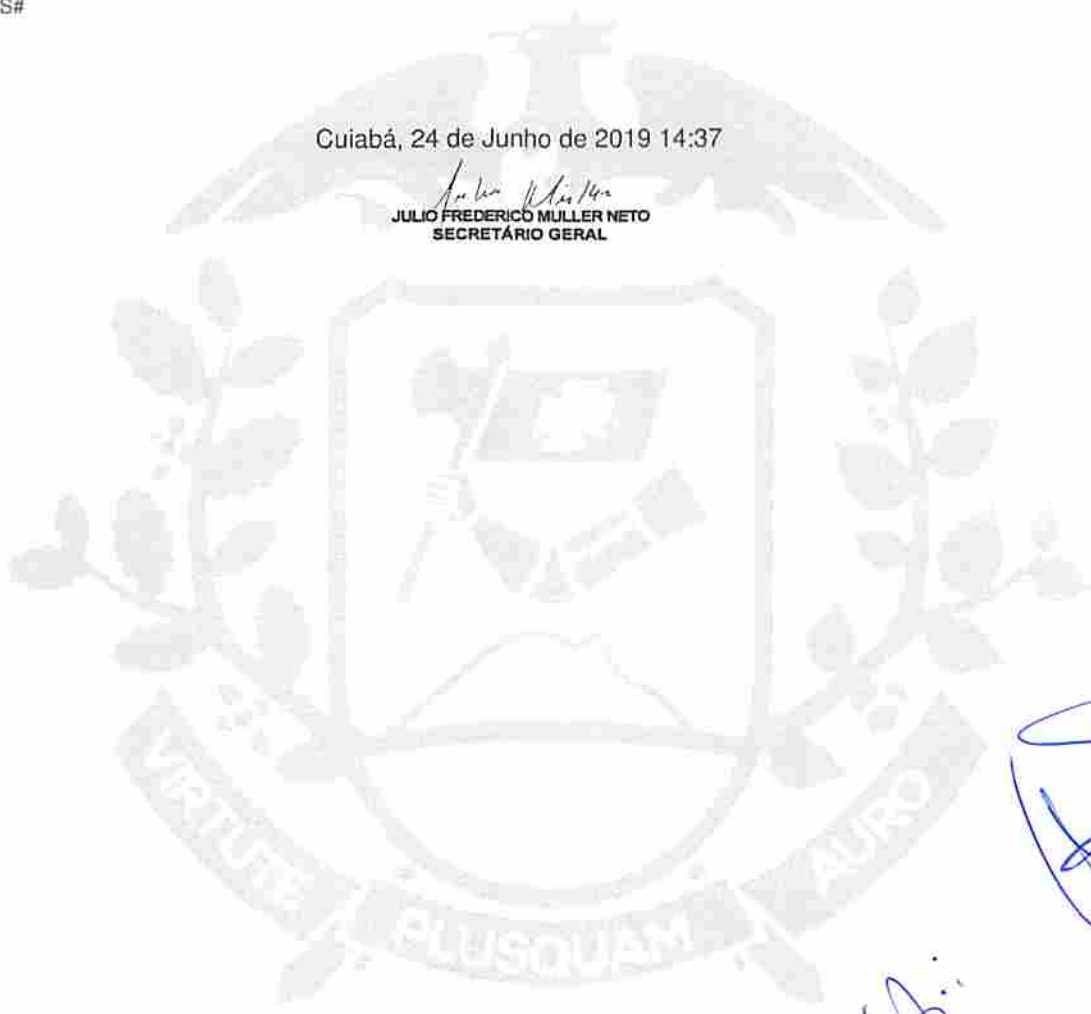 S#
Cuiabá, 24 de Junho de 2019 14:37
JULIO FREDERICO MULLER NETO
SECRETÁRIO GERAL
VIRTUTE PLUSQUAM AURO